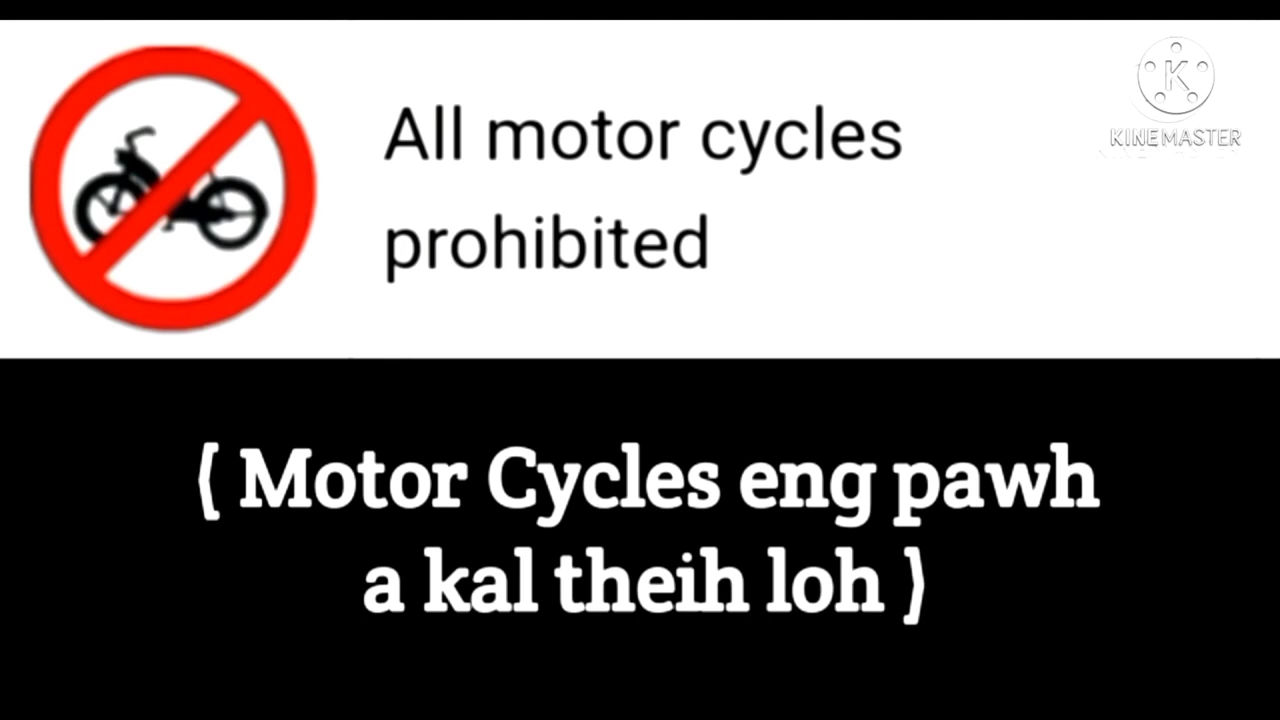 All motor cycles
prohibited
K
KINEMASTER
{ Motor Cycles eng pawh
a kal theih loh }